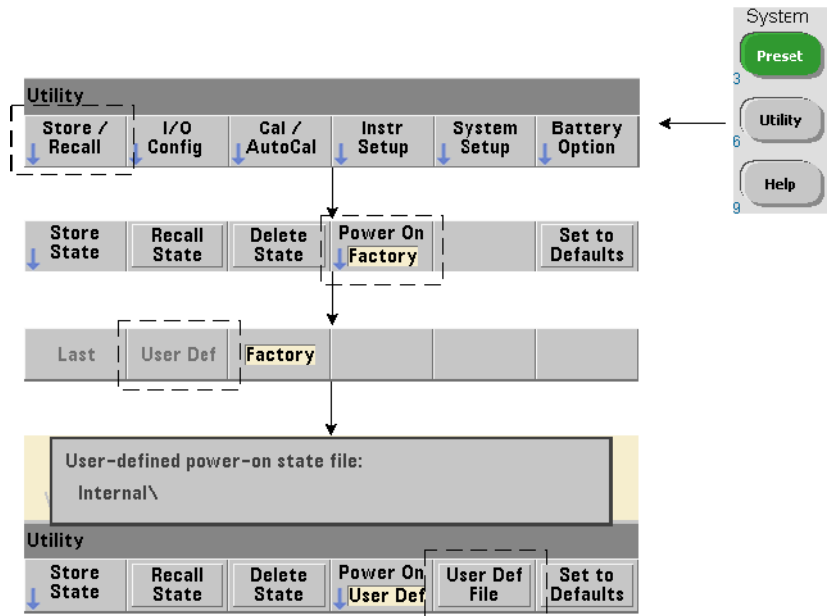 System
Preset
3
Utility
6
Help
9
Utility
Store / Recall
I/O Config
Cal / AutoCal
Instr Setup
System Setup
Battery Option
Store State
Recall State
Delete State
Power On Factory
Set to Defaults
Last
User Def
Factory
User-defined power-on state file:
Internal\
Utility
Store State
Recall State
Delete State
Power On User Def
User Def File
Set to Defaults